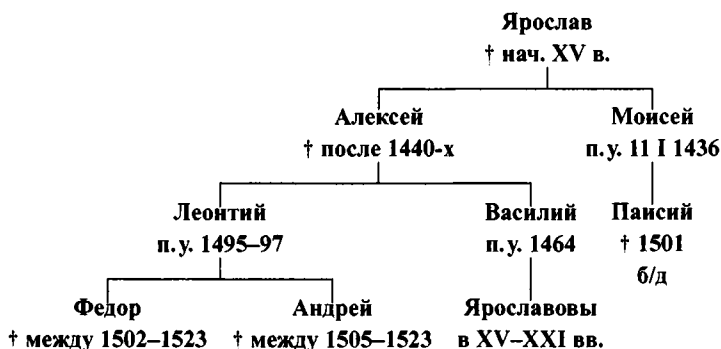 Ярослав
† нач. XV в.
Алексей Моисей
† после 1440-х п.у. 11 I 1436
Леонтий Василий Паисий
п.у. 1495–97 п.у. 1464 † 1501
б/д
Федор Андрей Ярославовы
† между 1502–1523 † между 1505–1523 в XV–XXI вв.